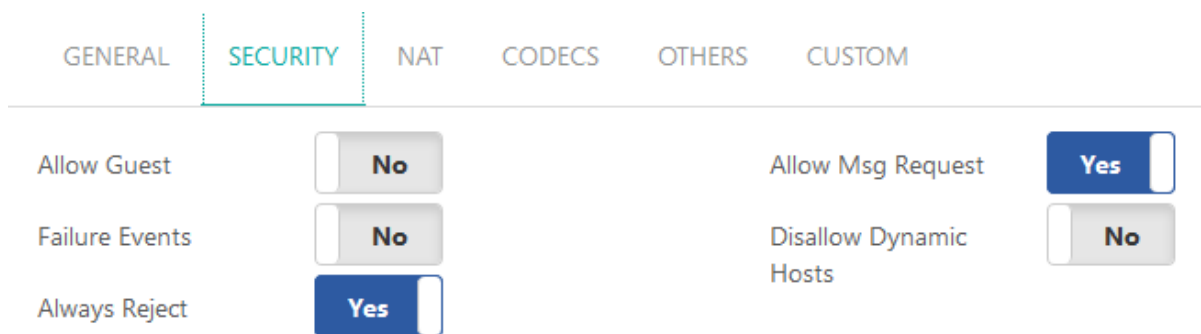 GENERAL SECURITY NAT CODECS OTHERS CUSTOM
Allow Guest No Allow Msg Request Yes
Failure Events No Disallow Dynamic No
Hosts
Always Reject Yes